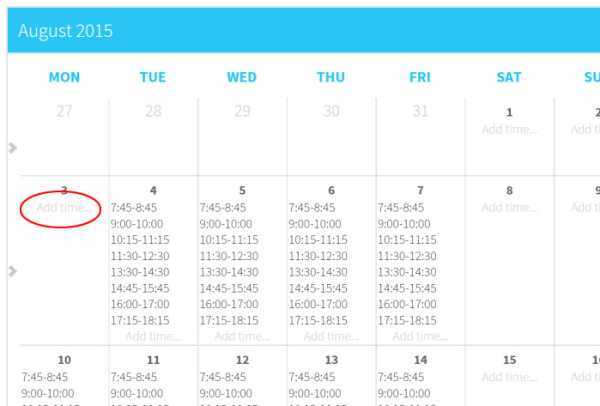 August 2015
MON TUE WED THU FRI SAT SU
27 28 29 30 31 1 2
Add time... Add ti
3 4 5 6 7 8 9
Add time... 7:45-8:45 7:45-8:45 7:45-8:45 7:45-8:45 Add time... Add ti
9:00-10:00 9:00-10:00 9:00-10:00 9:00-10:00
10:15-11:15 10:15-11:15 10:15-11:15 10:15-11:15
11:30-12:30 11:30-12:30 11:30-12:30 11:30-12:30
13:30-14:30 13:30-14:30 13:30-14:30 13:30-14:30
14:45-15:45 14:45-15:45 14:45-15:45 14:45-15:45
16:00-17:00 16:00-17:00 16:00-17:00 16:00-17:00
17:15-18:15 17:15-18:15 17:15-18:15 17:15-18:15
Add time... Add time... Add time... Add time...
10 11 12 13 14 15
7:45-8:45 7:45-8:45 7:45-8:45 7:45-8:45 7:45-8:45 Add time... Add ti
9:00-10:00 9:00-10:00 9:00-10:00 9:00-10:00 9:00-10:00